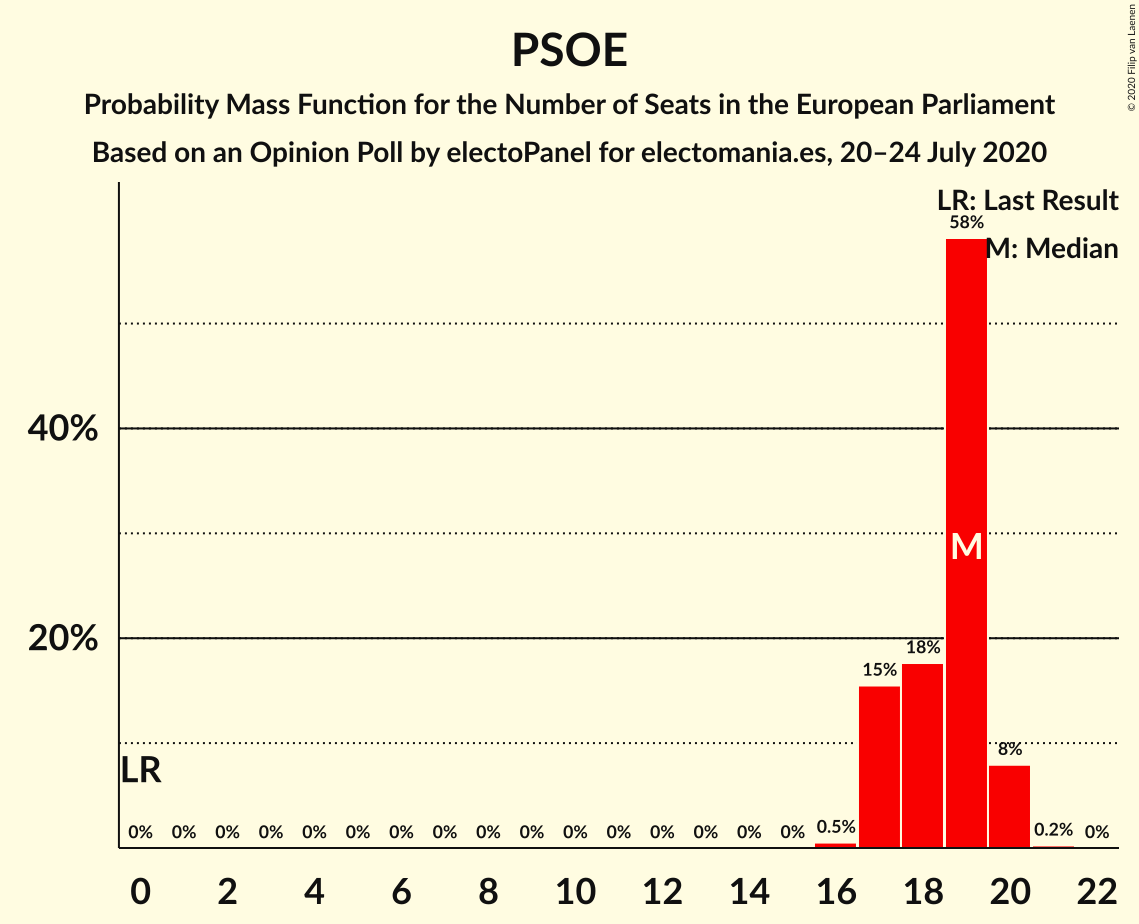 PSOE
Probability Mass Function for the Number of Seats in the European Parliament
Based on an Opinion Poll by electoPanel for electomania.es, 20–24 July 2020
© 2020 Filip van Laenen
LR: Last Result
M: Median
58%
40%
20%
M
LR
0% 0% 0% 0% 0% 0% 0% 0% 0% 0% 0% 0% 0% 0% 0% 0% 0.5% 15% 18% 8% 0.2% 0%
0 2 4 6 8 10 12 14 16 18 20 22